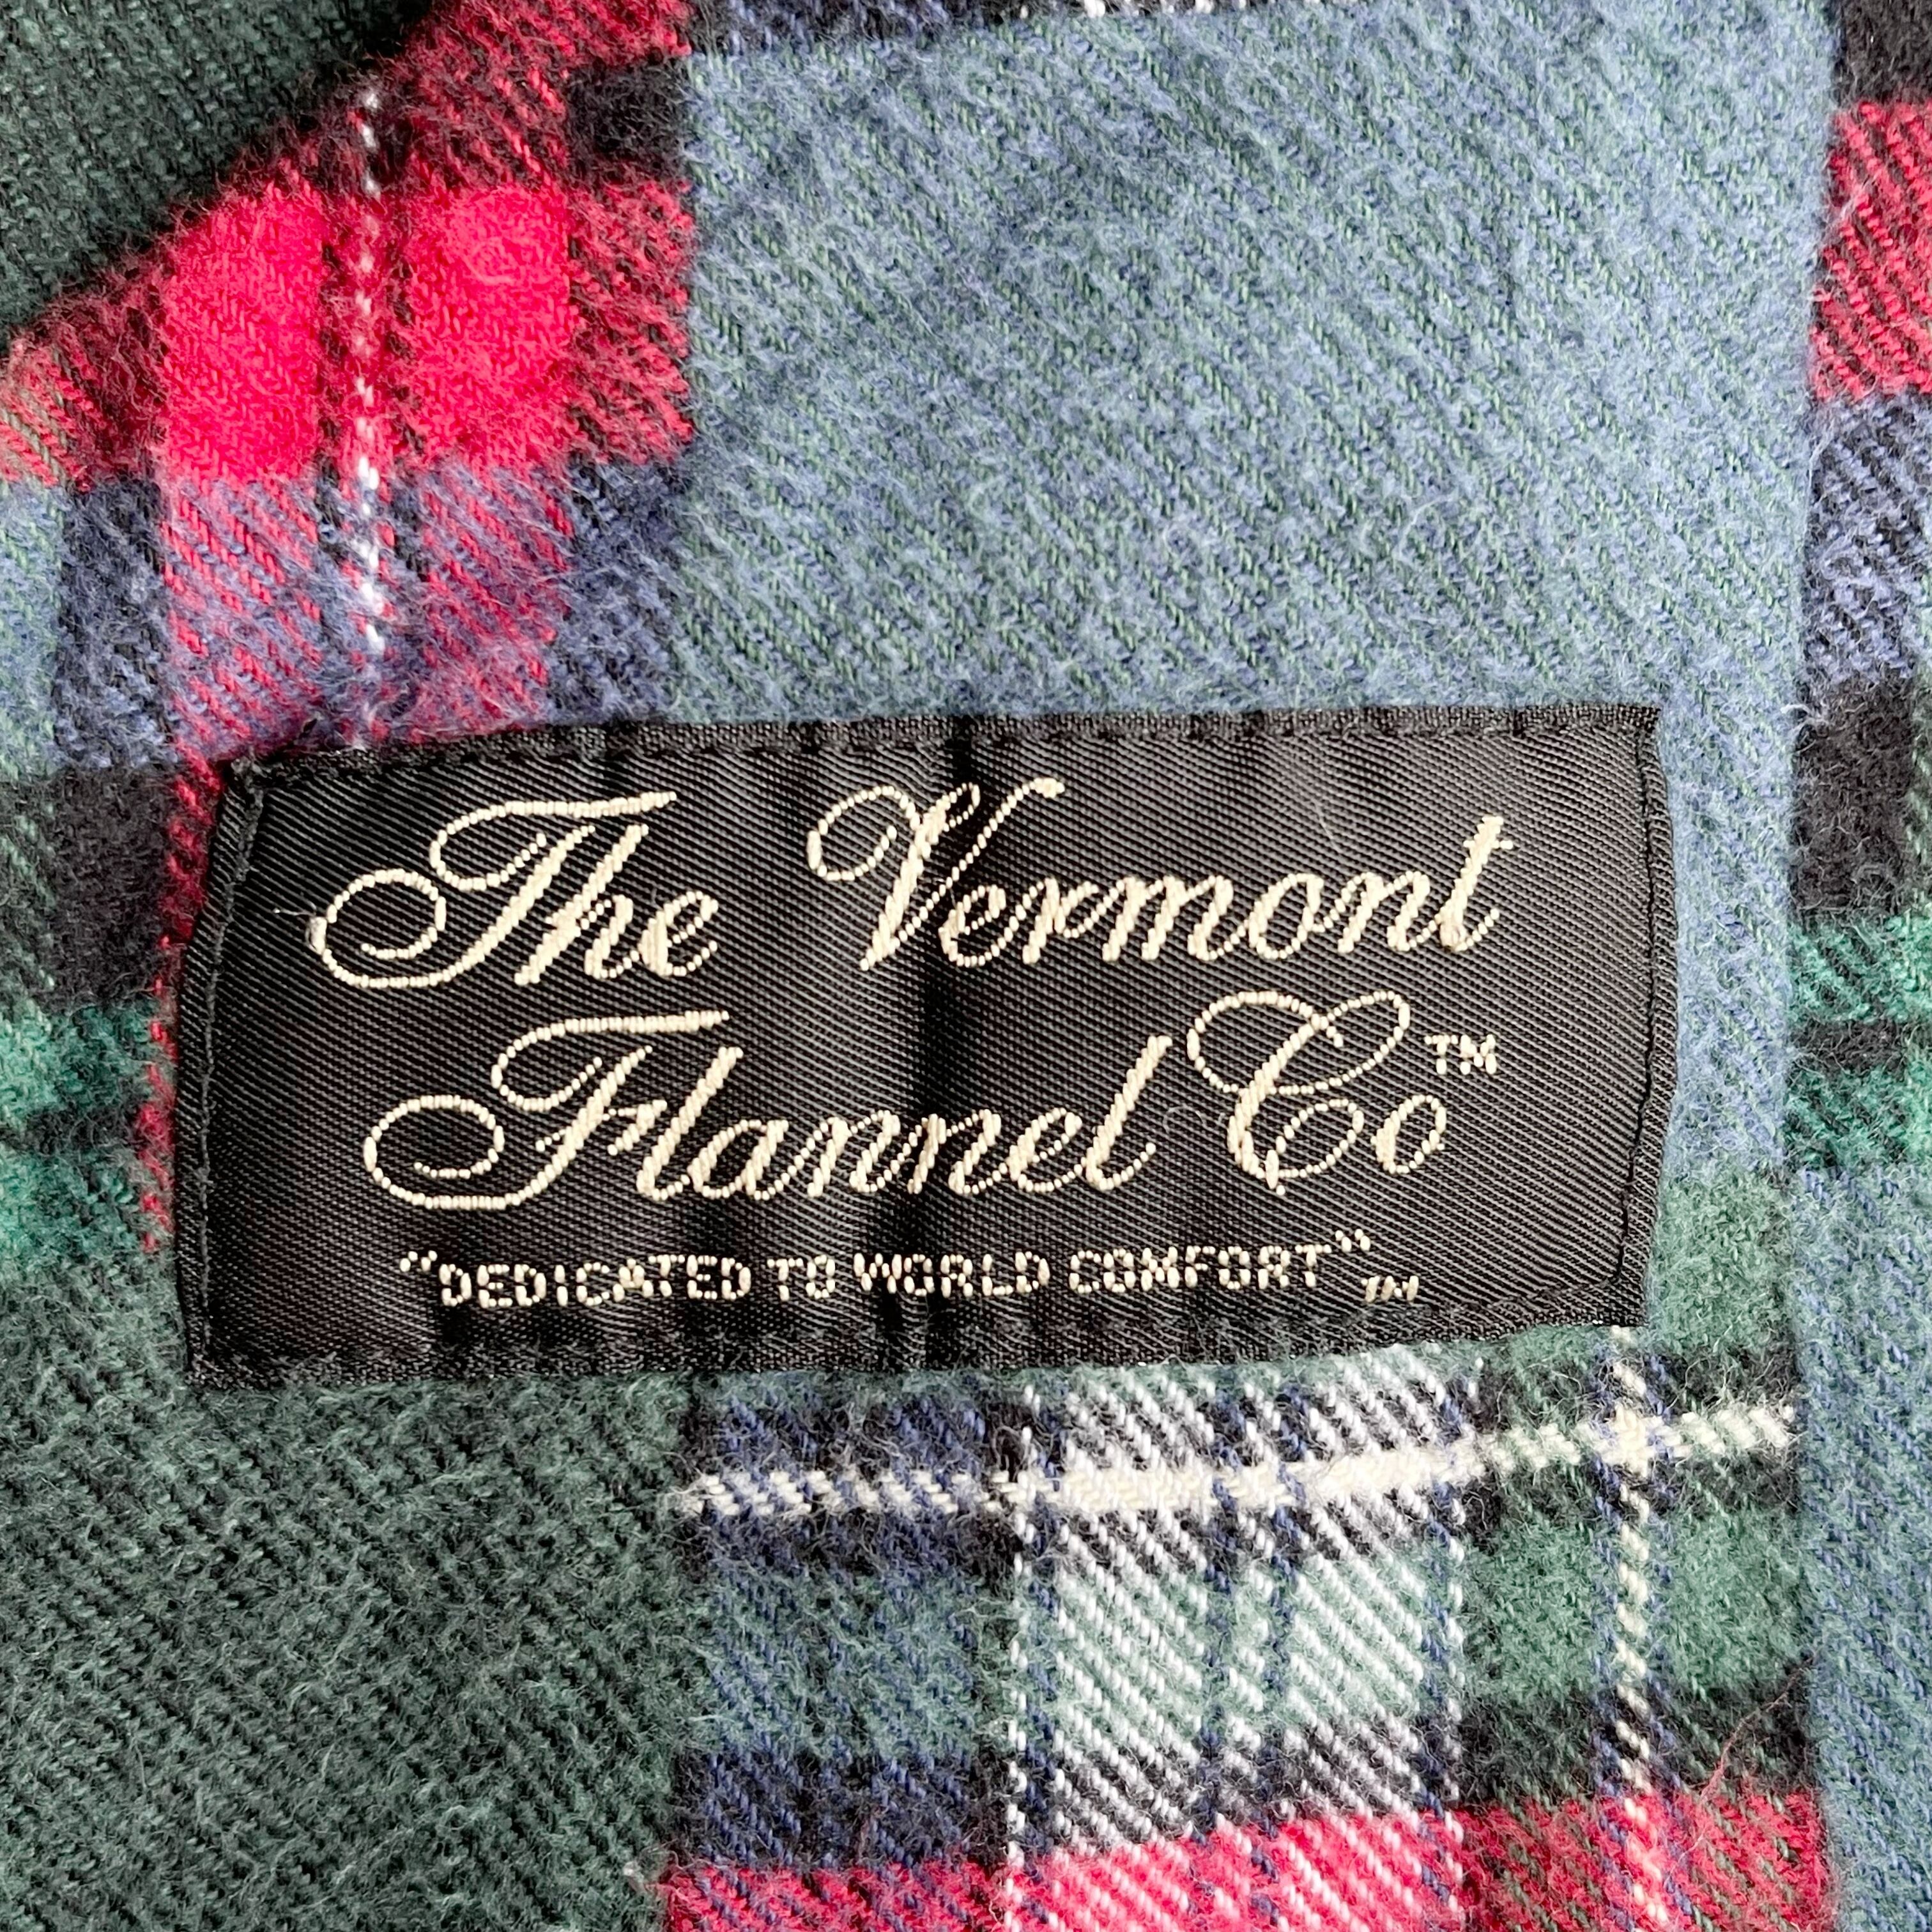 The Vermont
Flannel Co™
"DEDICATED TO WORLD COMFORT"™